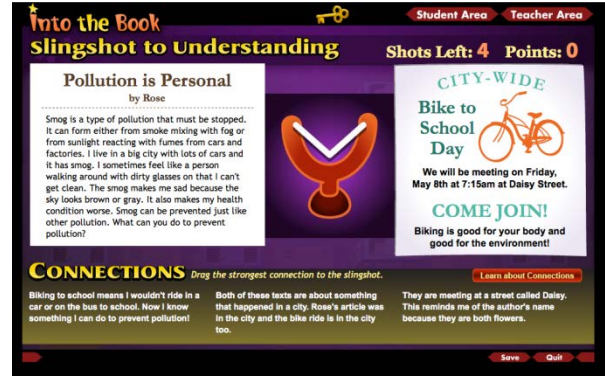 Into the Book
Student Area
Teacher Area
Slingshot to Understanding
Shots Left: 4 Points: 0
Pollution is Personal
by Rose
Smog is a type of pollution that must be stopped.
It can form either from smoke mixing with fog or
from sunlight reacting with fumes from cars and
factories. I live in a big city with lots of cars and
it has smog. I sometimes feel like a person
walking around with dirty glasses on that I can't
get clean. The smog makes me sad because the
sky looks brown or gray. It also makes my health
condition worse. Smog can be prevented just like
other pollution. What can you do to prevent
pollution?
CITY-WIDE
Bike to
School
Day
We will be meeting on Friday,
May 8th at 7:15am at Daisy Street.
COME JOIN!
Biking is good for your body and
good for the environment!
CONNECTIONS Drag the strongest connection to the slingshot.
Learn about Connections
Biking to school means I wouldn't ride in a
car or on the bus to school. Now I know
something I can do to prevent pollution!
Both of these texts are about something
that happened in a city. Rose's article was
in the city and the bike ride is in the city
too.
They are meeting at a street called Daisy.
This reminds me of the author's name
because they are both flowers.
Save
Quit